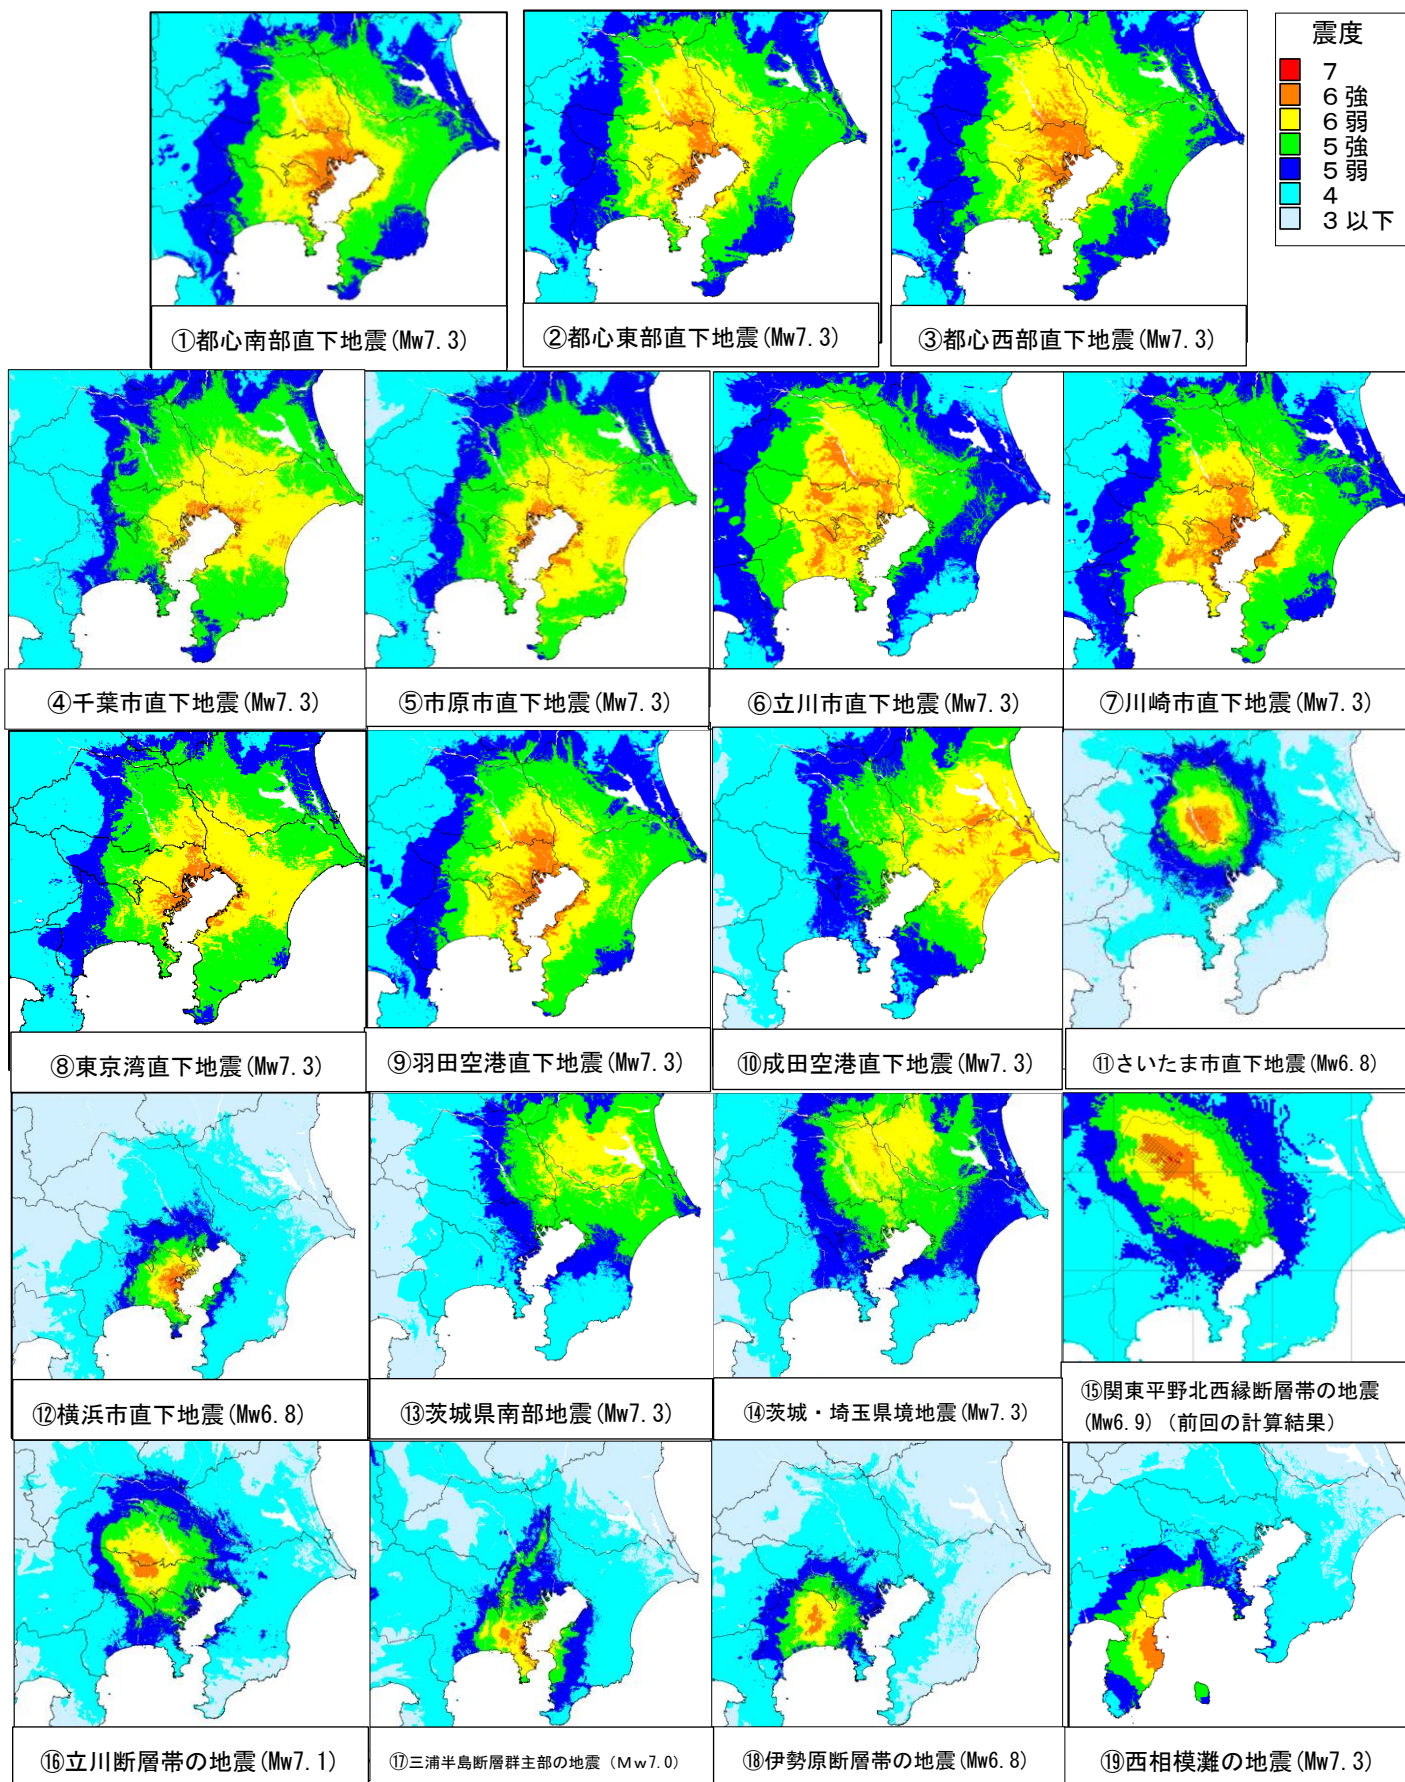 震度
7
6強
6弱
5強
5弱
4
3以下
①都心南部直下地震(Mw7.3)
②都心東部直下地震(Mw7.3)
③都心西部直下地震(Mw7.3)
④千葉市直下地震(Mw7.3)
⑤市原市直下地震(Mw7.3)
⑥立川市直下地震(Mw7.3)
⑦川崎市直下地震(Mw7.3)
⑧東京湾直下地震(Mw7.3)
⑨羽田空港直下地震(Mw7.3)
⑩成田空港直下地震(Mw7.3)
⑪さいたま市直下地震(Mw6.8)
⑫横浜市直下地震(Mw6.8)
⑬茨城県南部地震(Mw7.3)
⑭茨城・埼玉県境地震(Mw7.3)
⑮関東平野北西縁断層帯の地震
(Mw6.9)（前回の計算結果）
⑯立川断層帯の地震(Mw7.1)
⑰三浦半島断層群主部の地震（Mw7.0）
⑱伊勢原断層帯の地震(Mw6.8)
⑲西相模灘の地震(Mw7.3)